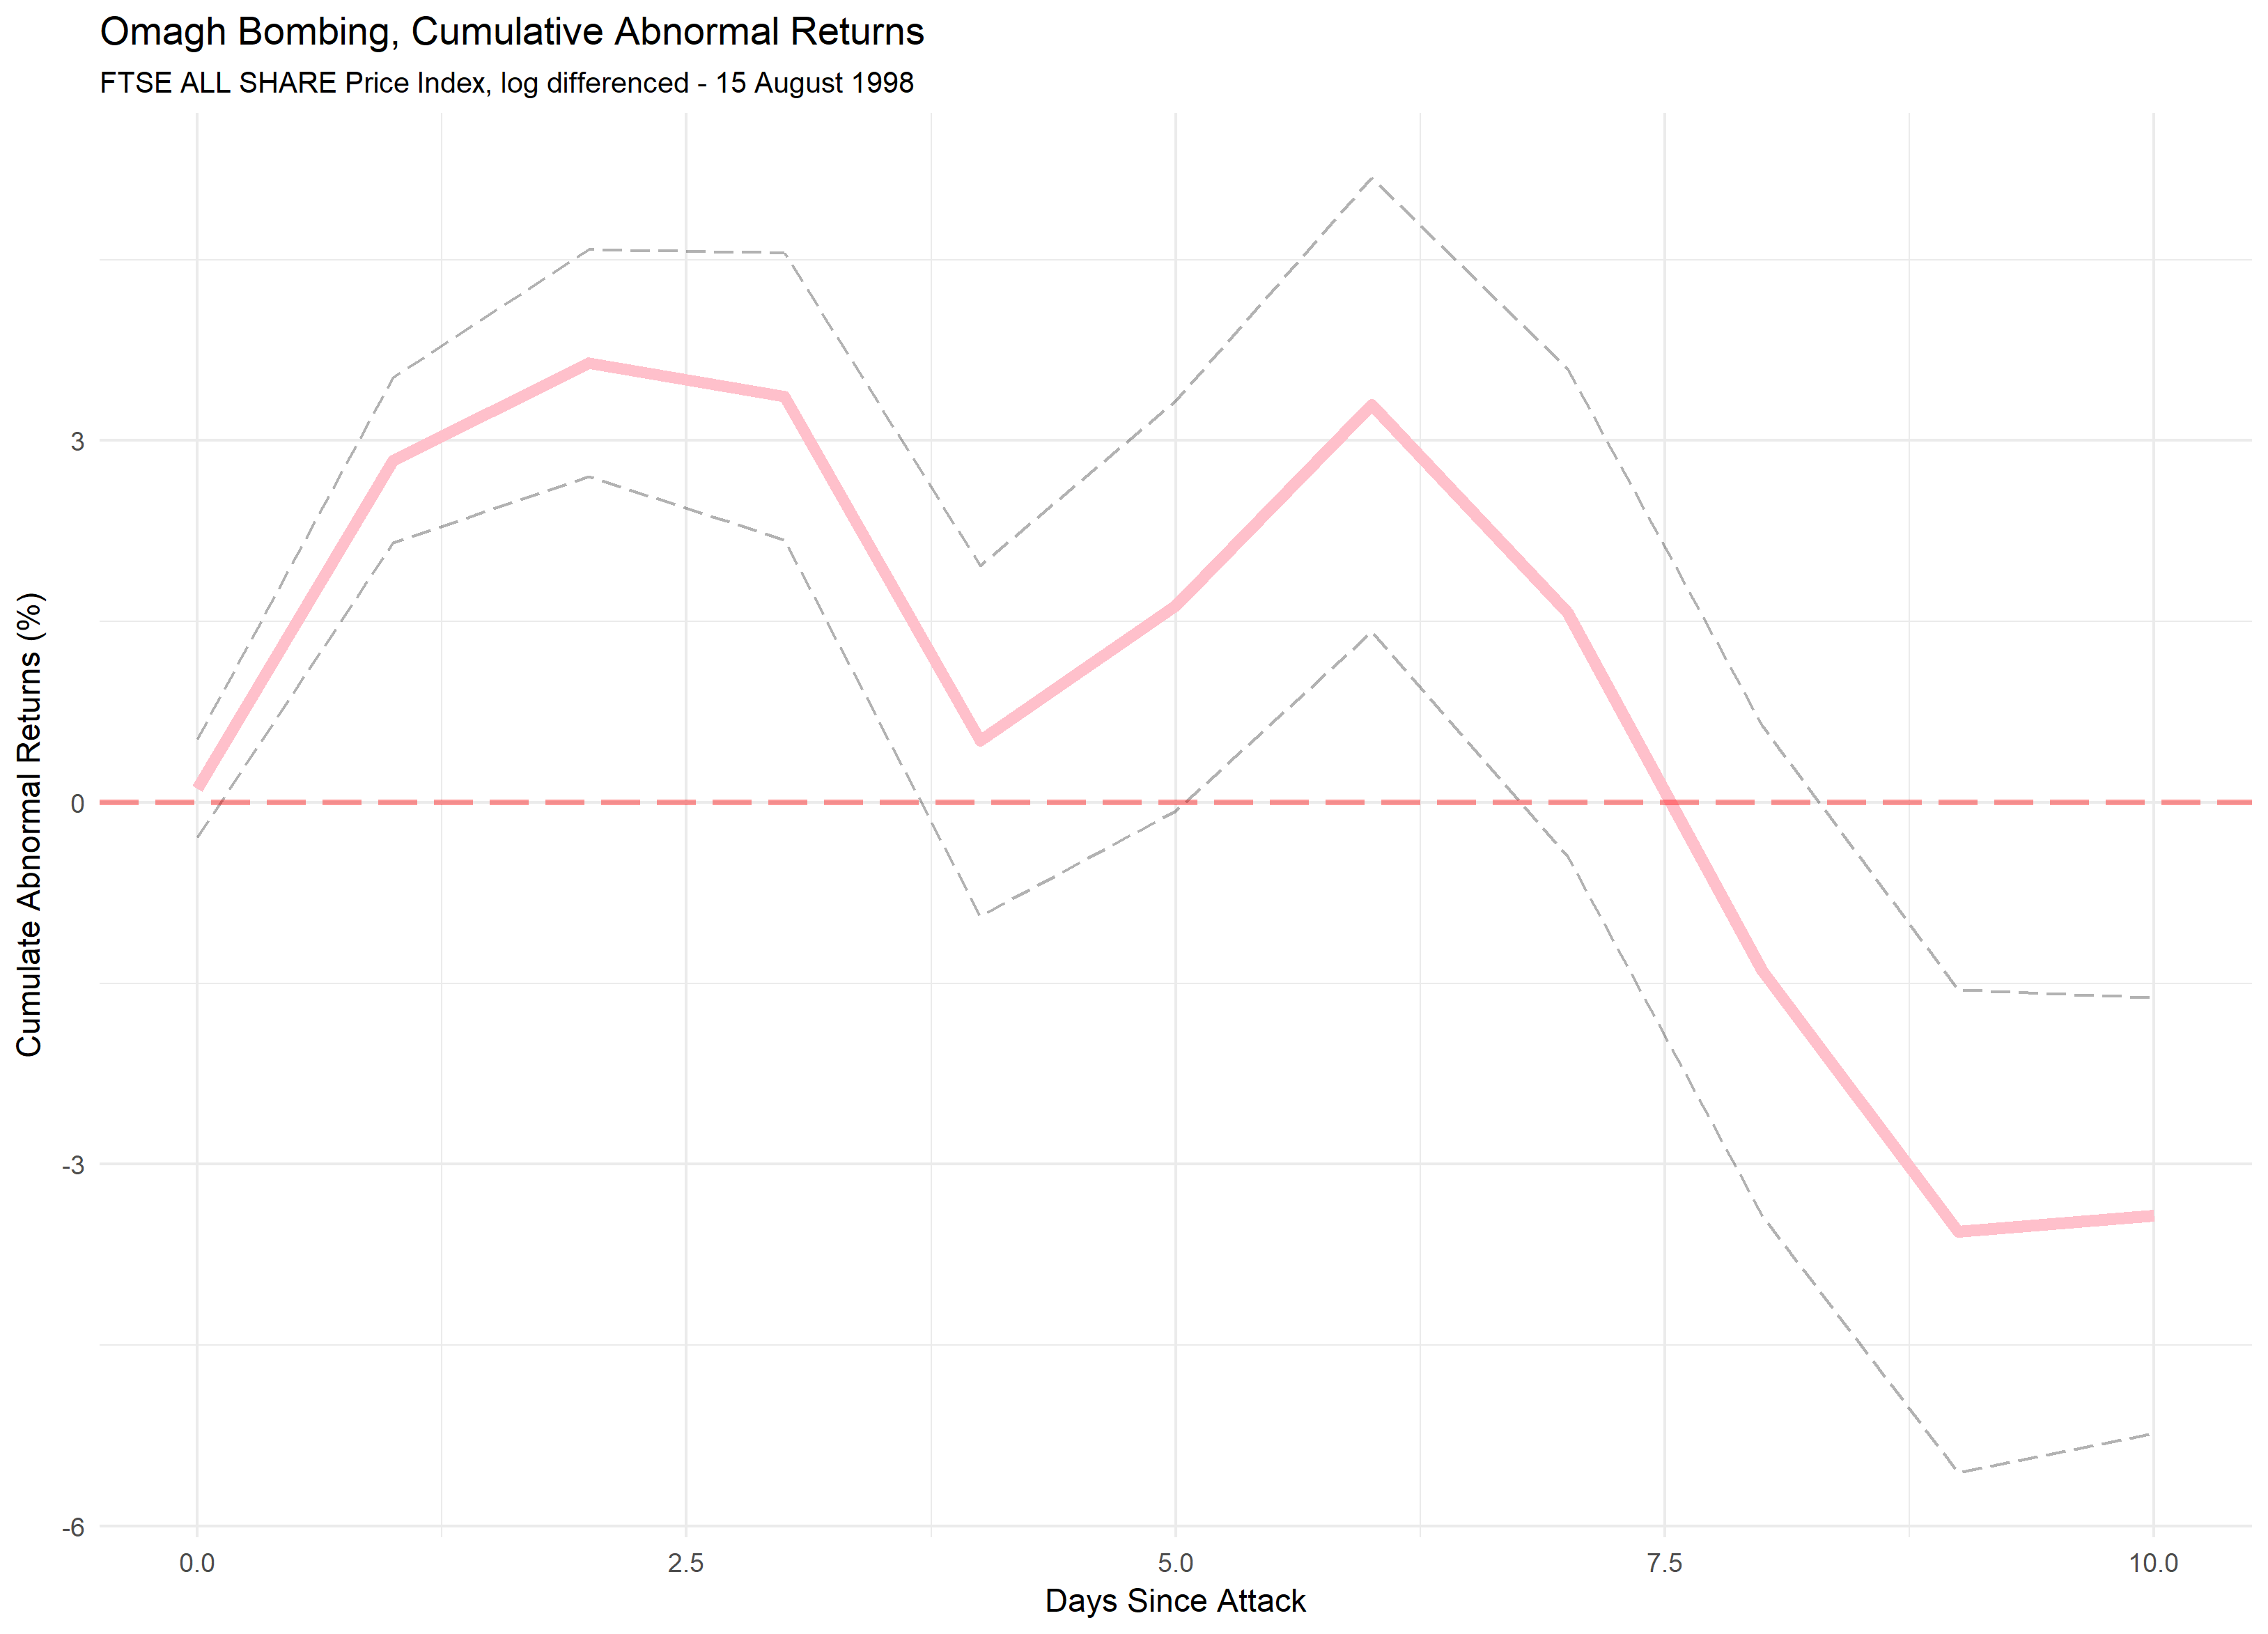 Omagh Bombing, Cumulative Abnormal Returns
FTSE ALL SHARE Price Index, log differenced - 15 August 1998
Cumulate Abnormal Returns (%)
3
0
-3
-6
0.0
2.5
5.0
7.5
10.0
Days Since Attack